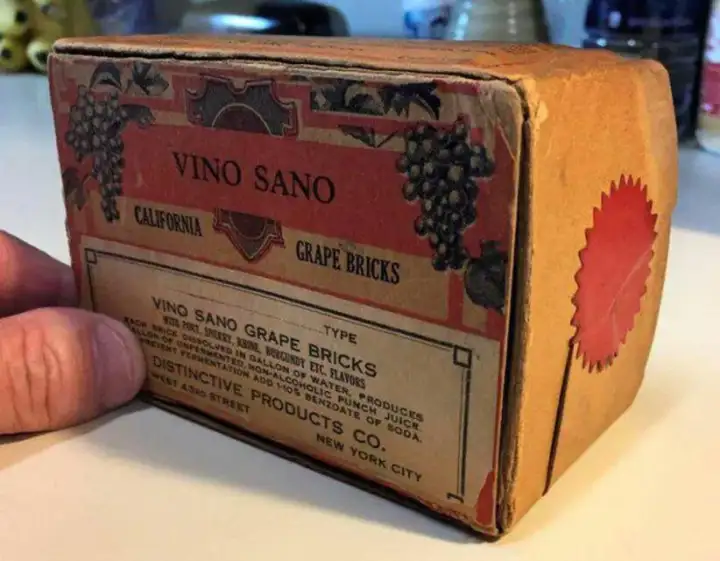 VINO SANO
CALIFORNIA
GRAPE BRICKS
TYPE
VINO SANO GRAPE BRICKS
WITH PORT, SHERRY, RHINE, BURGUNDY ETC. FLAVORS
EACH BRICK DISSOLVED IN GALLON OF WATER, PRODUCES
GALLON OF UNFERMENTED, NON-ALCOHOLIC PUNCH JUICE.
PREVENT FERMENTATION ADD 1-10% BENZOATE OF SODA.
DISTINCTIVE PRODUCTS CO.
WEST 43RD STREET
NEW YORK CITY